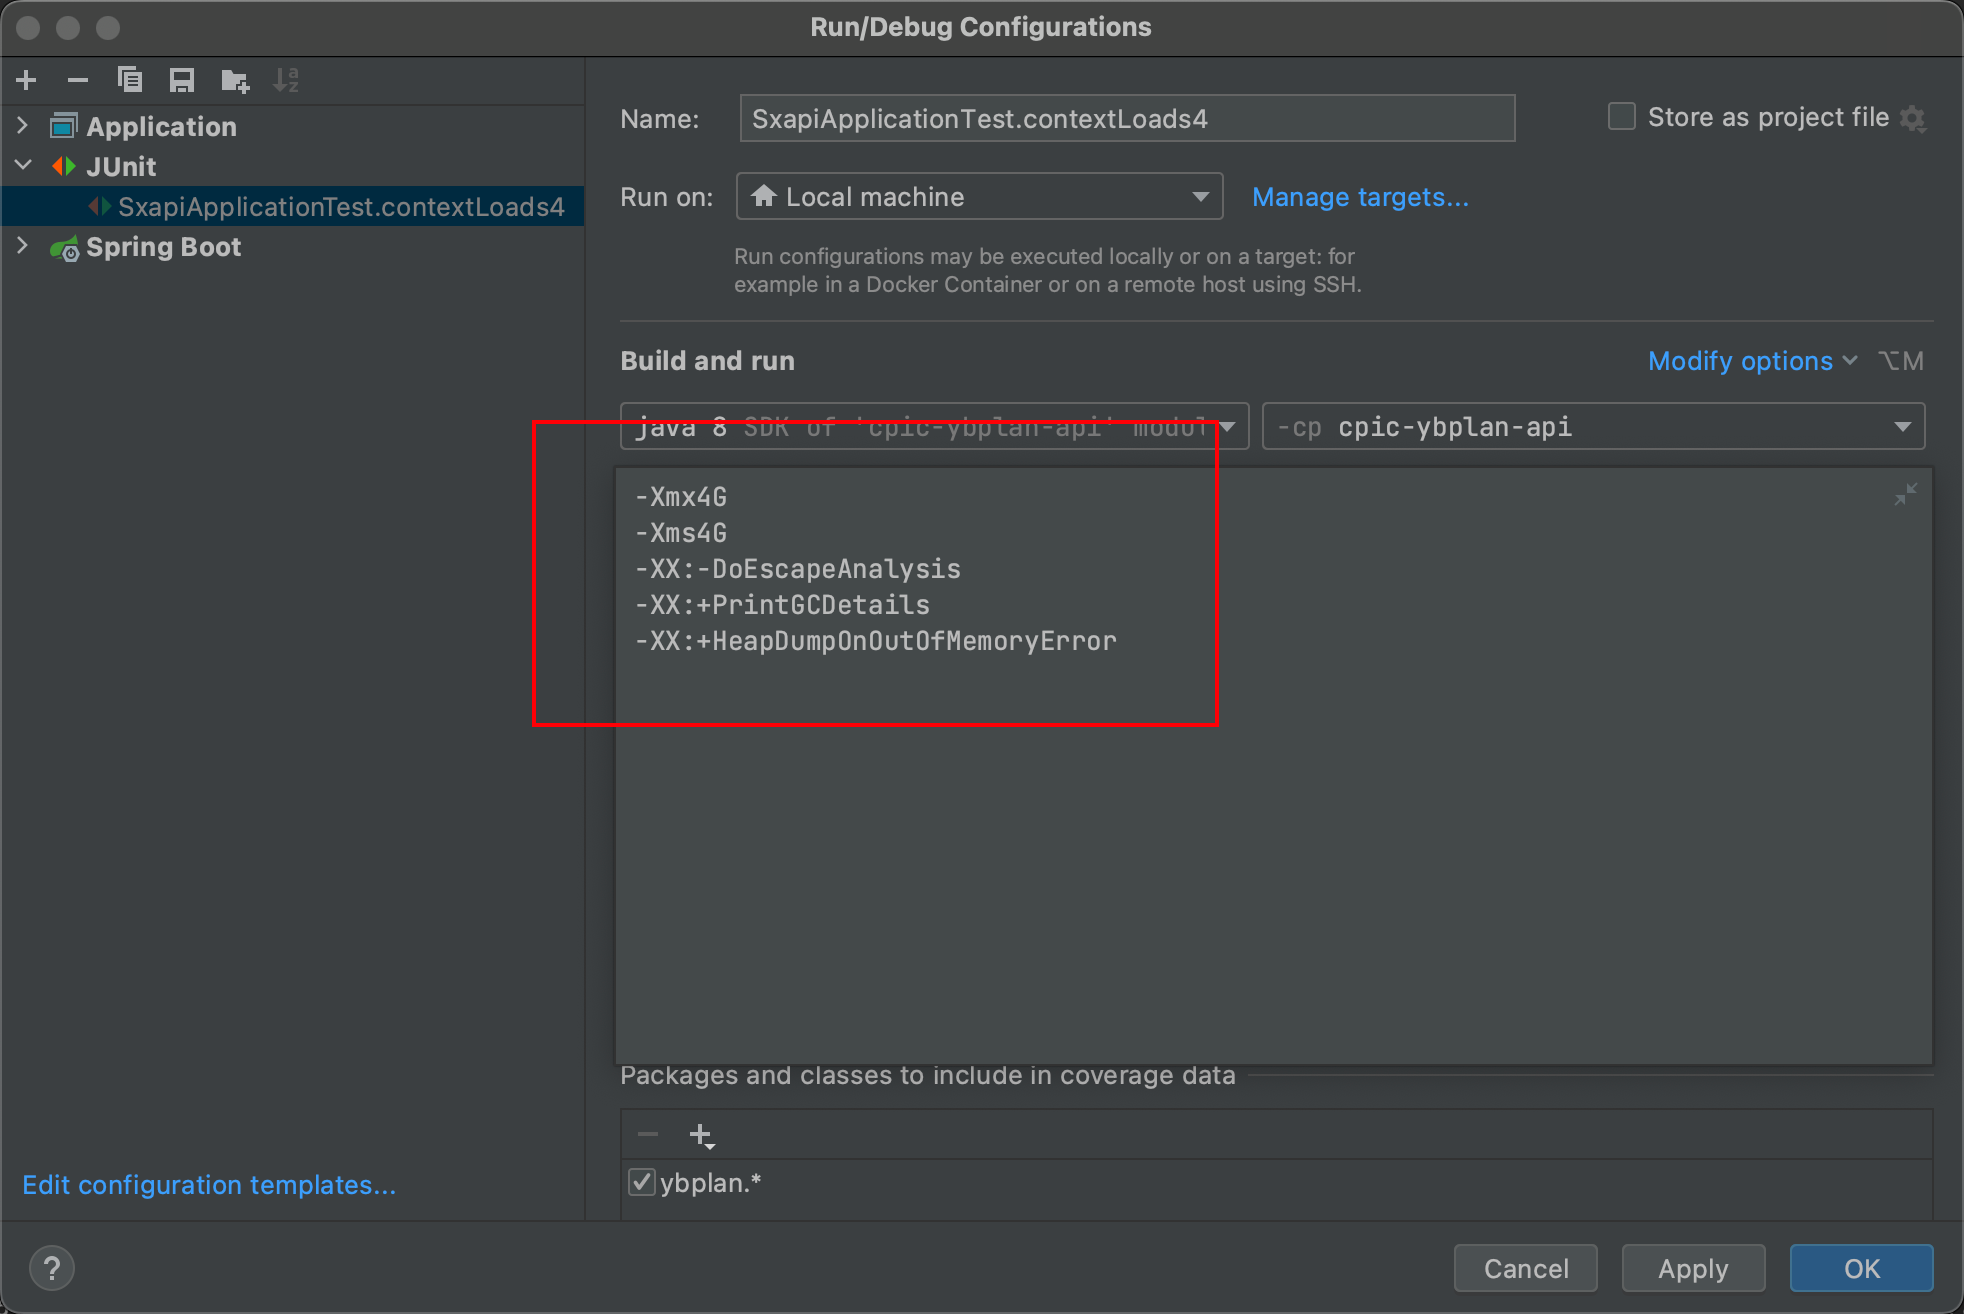 Run/Debug Configurations
Application
JUnit
SxapiApplicationTest.contextLoads4
Spring Boot
Edit configuration templates...
Name: SxapiApplicationTest.contextLoads4
Store as project file
Run on: Local machine
Manage targets...
Run configurations may be executed locally or on a target: for
example in a Docker Container or on a remote host using SSH.
Build and run
Modify options ⌥M
java 8 SDK of 'cpic-ybplan-api' modul
-cp cpic-ybplan-api
-Xmx4G
-Xms4G
-XX:-DoEscapeAnalysis
-XX:+PrintGCDetails
-XX:+HeapDumpOnOutOfMemoryError
Packages and classes to include in coverage data
ybplan.*
?
Cancel
Apply
OK